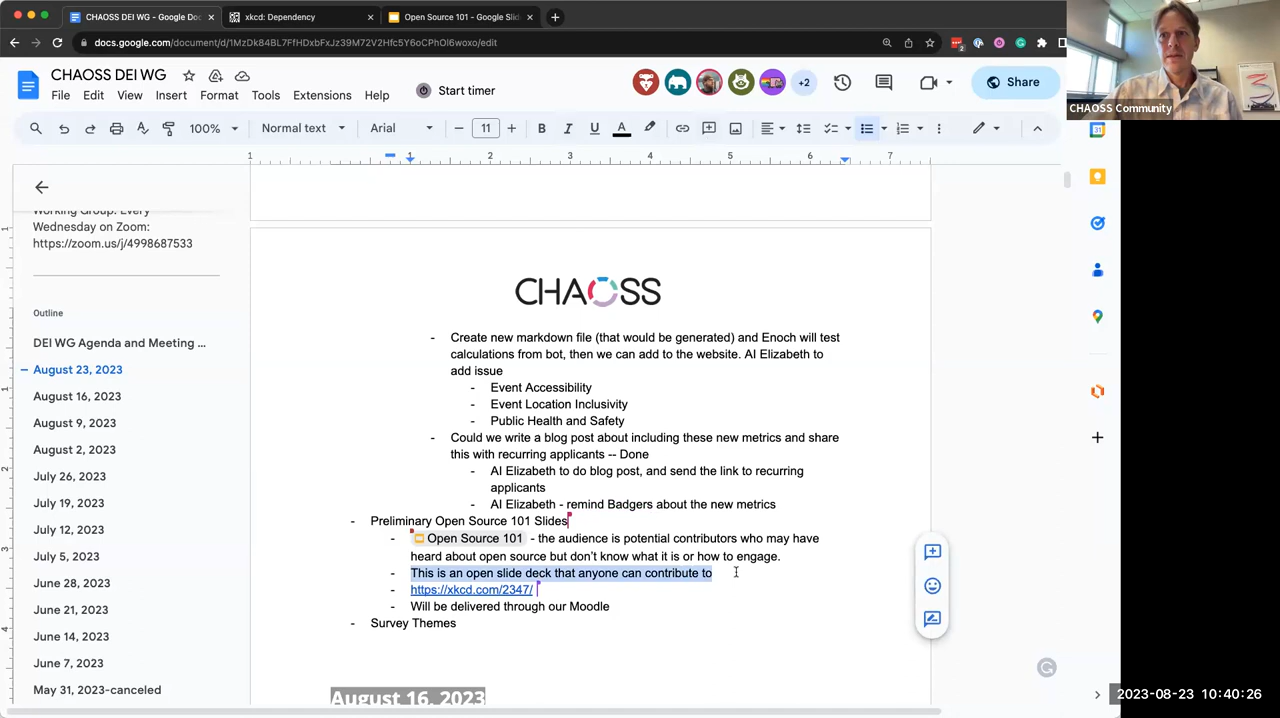 CHAOSS DEI WG - Google Doc
xkcd: Dependency
Open Source 101 - Google Slid
docs.google.com/document/d/1MzDk84BL7FfHDxbFxJz39M72V2Hfc5Y6oCPhOl6woxo/edit
CHAOSS DEI WG
File Edit View Insert Format Tools Extensions Help
Start timer
+2
Share
CHAOSS Community
100%
Normal text
Arial
11
1 1 2 3 4 5 6 7
Working Group: Every
Wednesday on Zoom:
https://zoom.us/j/4998687533
Outline
DEI WG Agenda and Meeting ...
August 23, 2023
August 16, 2023
August 9, 2023
August 2, 2023
July 26, 2023
July 19, 2023
July 12, 2023
July 5, 2023
June 28, 2023
June 21, 2023
June 14, 2023
June 7, 2023
May 31, 2023-canceled
CHAOSS
- Create new markdown file (that would be generated) and Enoch will test
calculations from bot, then we can add to the website. AI Elizabeth to
add issue
- Event Accessibility
- Event Location Inclusivity
- Public Health and Safety
- Could we write a blog post about including these new metrics and share
this with recurring applicants -- Done
- AI Elizabeth to do blog post, and send the link to recurring
applicants
- AI Elizabeth - remind Badgers about the new metrics
- Preliminary Open Source 101 Slides
- Open Source 101 - the audience is potential contributors who may have
heard about open source but don't know what it is or how to engage.
- This is an open slide deck that anyone can contribute to
- https://xkcd.com/2347/
- Will be delivered through our Moodle
- Survey Themes
August 16, 2023
2023-08-23 10:40:26